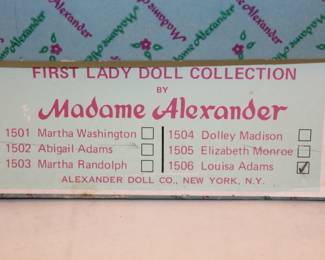 FIRST LADY DOLL COLLECTION
BY
Madame Alexander
1501 Martha Washington
1502 Abigail Adams
1503 Martha Randolph
1504 Dolley Madison
1505 Elizabeth Monroe
1506 Louisa Adams
ALEXANDER DOLL CO., NEW YORK, N.Y.